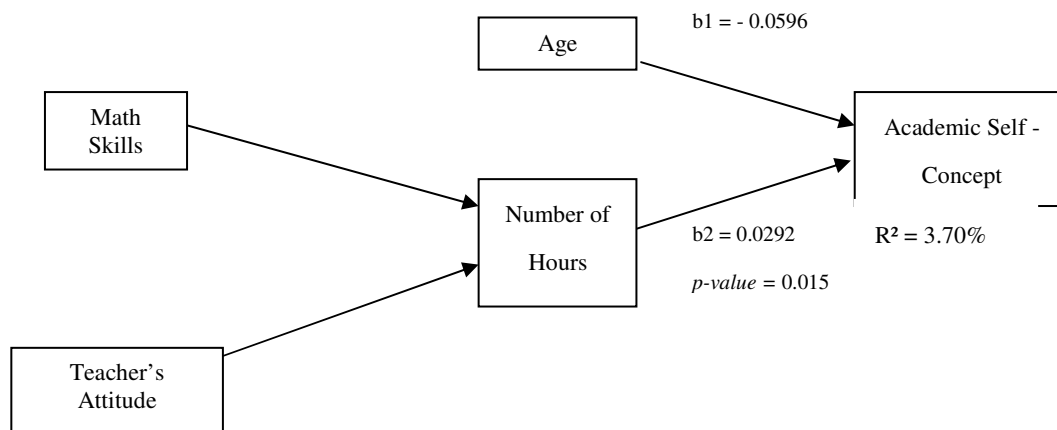 b1 = - 0.0596
Age
Math
Skills
Academic Self -
Concept
Number of
Hours
b2 = 0.0292
R² = 3.70%
p-value = 0.015
Teacher’s
Attitude